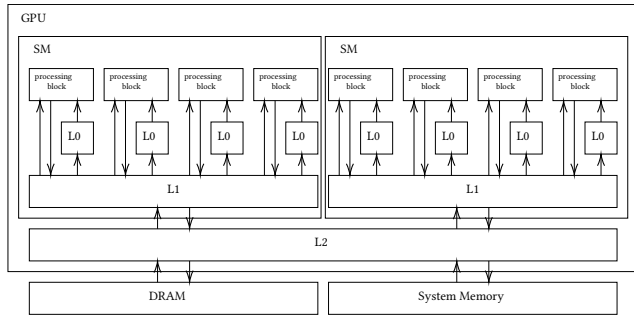 GPU
SM
SM
processing
block
processing
block
processing
block
processing
block
processing
block
processing
block
processing
block
processing
block
L0
L0
L0
L0
L0
L0
L0
L0
L1
L1
L2
DRAM
System Memory